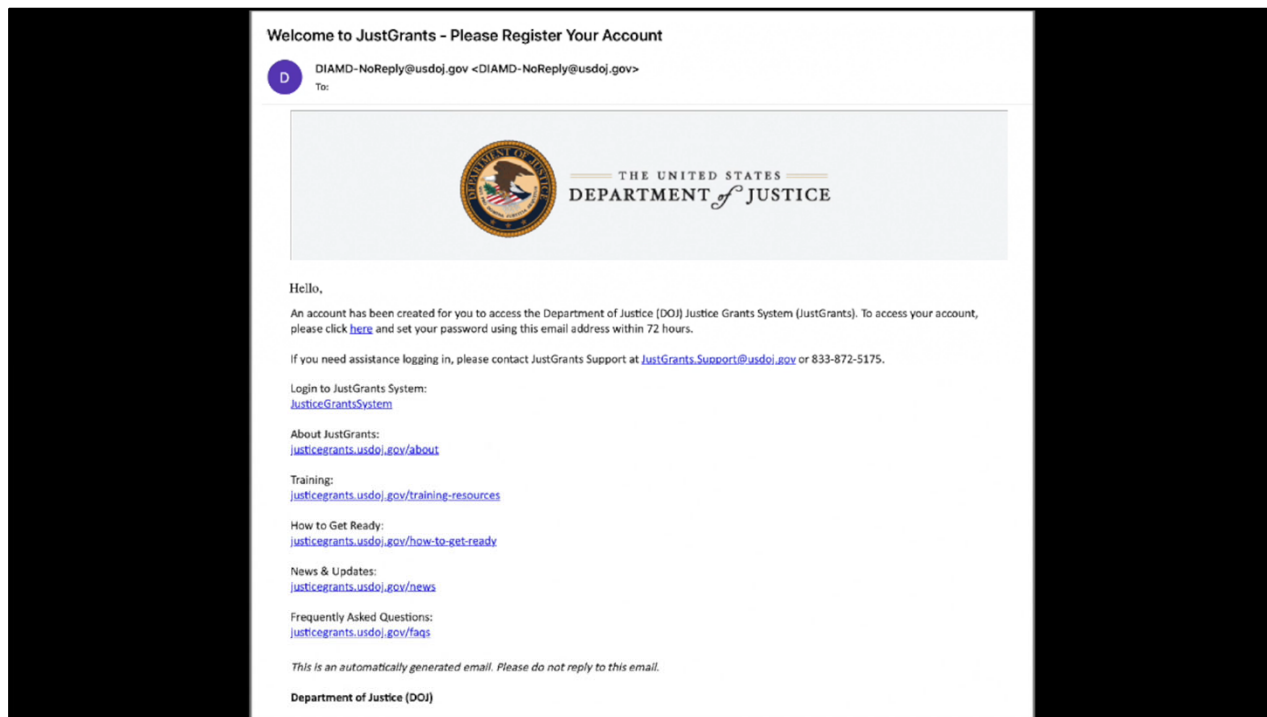 Welcome to JustGrants - Please Register Your Account
D
DIAMD-NoReply@usdoj.gov <DIAMD-NoReply@usdoj.gov>
To:
THE UNITED STATES
DEPARTMENT of JUSTICE
Hello,
An account has been created for you to access the Department of Justice (DOJ) Justice Grants System (JustGrants). To access your account,
please click here and set your password using this email address within 72 hours.
If you need assistance logging in, please contact JustGrants Support at JustGrants.Support@usdoj.gov or 833-872-5175.
Login to JustGrants System:
JusticeGrantsSystem
About JustGrants:
justicegrants.usdoj.gov/about
Training:
justicegrants.usdoj.gov/training-resources
How to Get Ready:
justicegrants.usdoj.gov/how-to-get-ready
News & Updates:
justicegrants.usdoj.gov/news
Frequently Asked Questions:
justicegrants.usdoj.gov/faqs
This is an automatically generated email. Please do not reply to this email.
Department of Justice (DOJ)